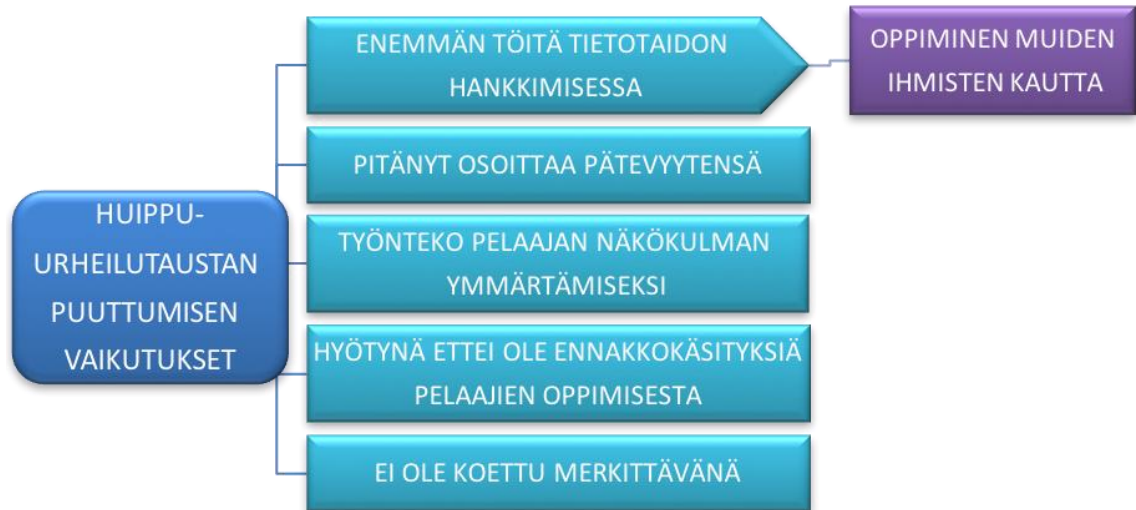 HUIPPU-
URHEILUTAUSTAN
PUUTTUMISEN
VAIKUTUKSET
ENEMMÄN TÖITÄ TIETOTAIDON
HANKKIMISESSA
OPPIMINEN MUIDEN
IHMISTEN KAUTTA
PITÄNYT OSOITTAA PÄTEVYYTENSÄ
TYÖNTEKO PELAAJAN NÄKÖKULMAN
YMMÄRTÄMISEKSI
HYÖTYNÄ ETTEI OLE ENNAKKOKÄSITYKSIÄ
PELAAJIEN OPPIMISESTA
EI OLE KOETTU MERKITTÄVÄNÄ